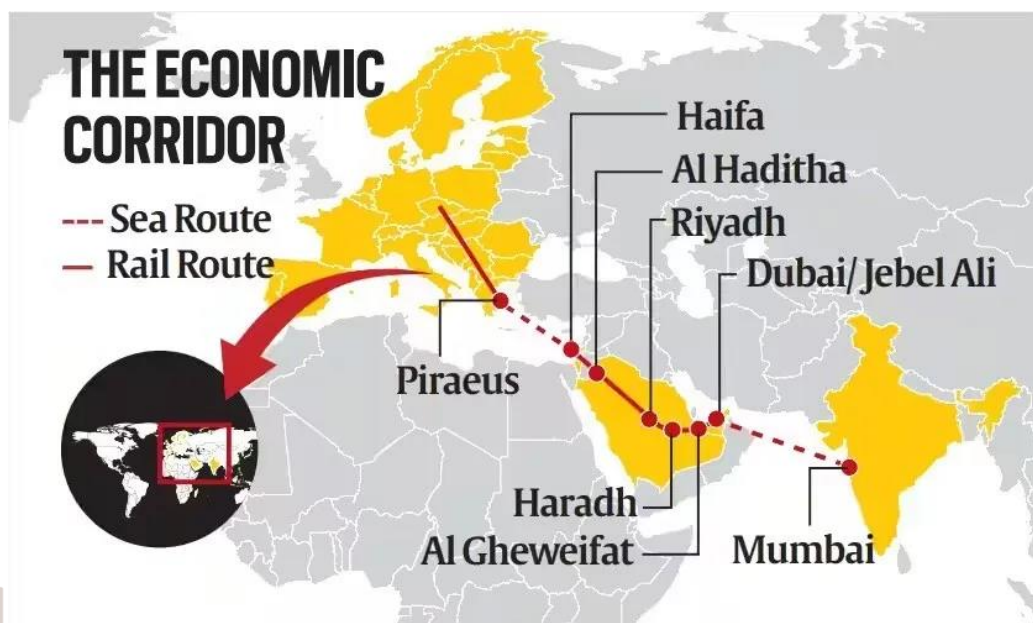 THE ECONOMIC
CORRIDOR
Sea Route
Rail Route
Haifa
Al Haditha
Riyadh
Dubai/Jebel Ali
Piraeus
Haradh
Al Gheweifat
Mumbai